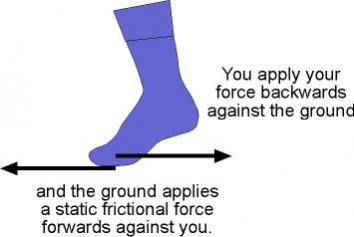 You apply your
force backwards
against the ground
and the ground applies
a static frictional force
forwards against you.